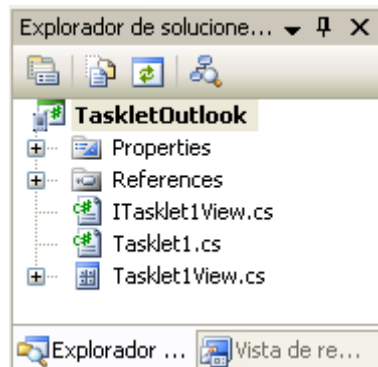 Explorador de solucione...
TaskletOutlook
Properties
References
ITasklet1View.cs
Tasklet1.cs
Tasklet1View.cs
Explorador ... Vista de re...